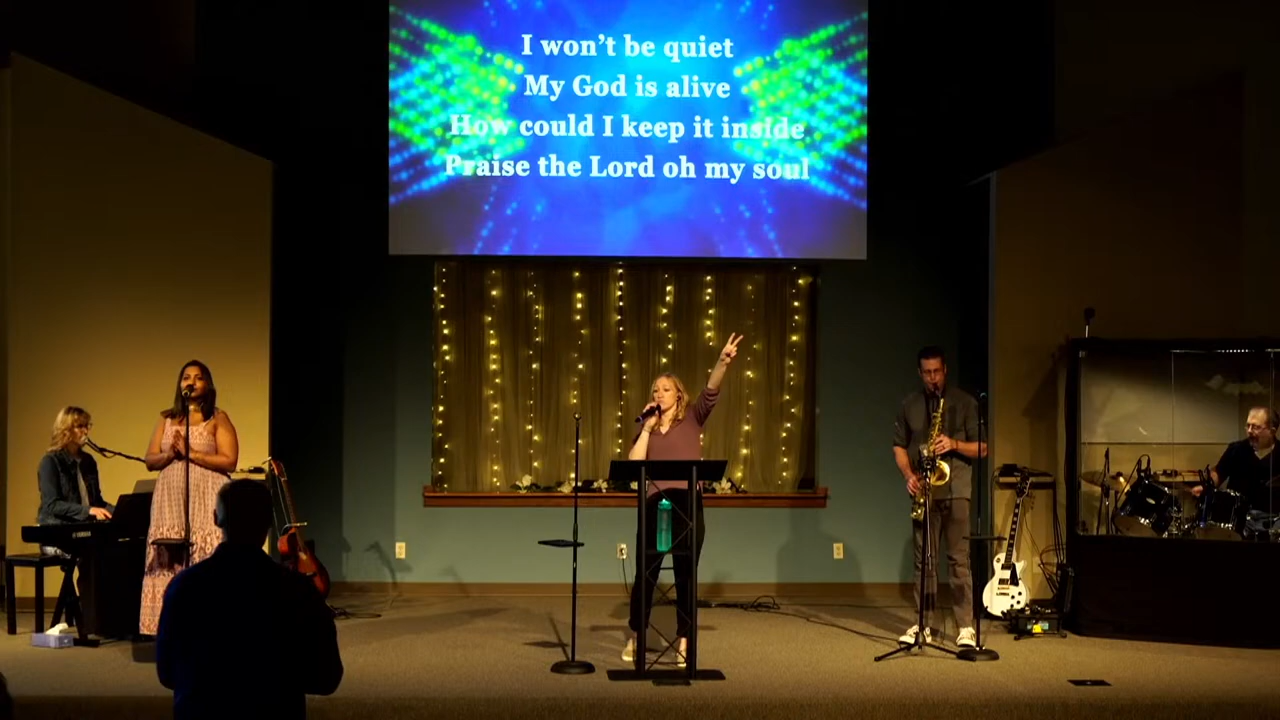 I won't be quiet
My God is alive
How could I keep it inside
Praise the Lord oh my soul